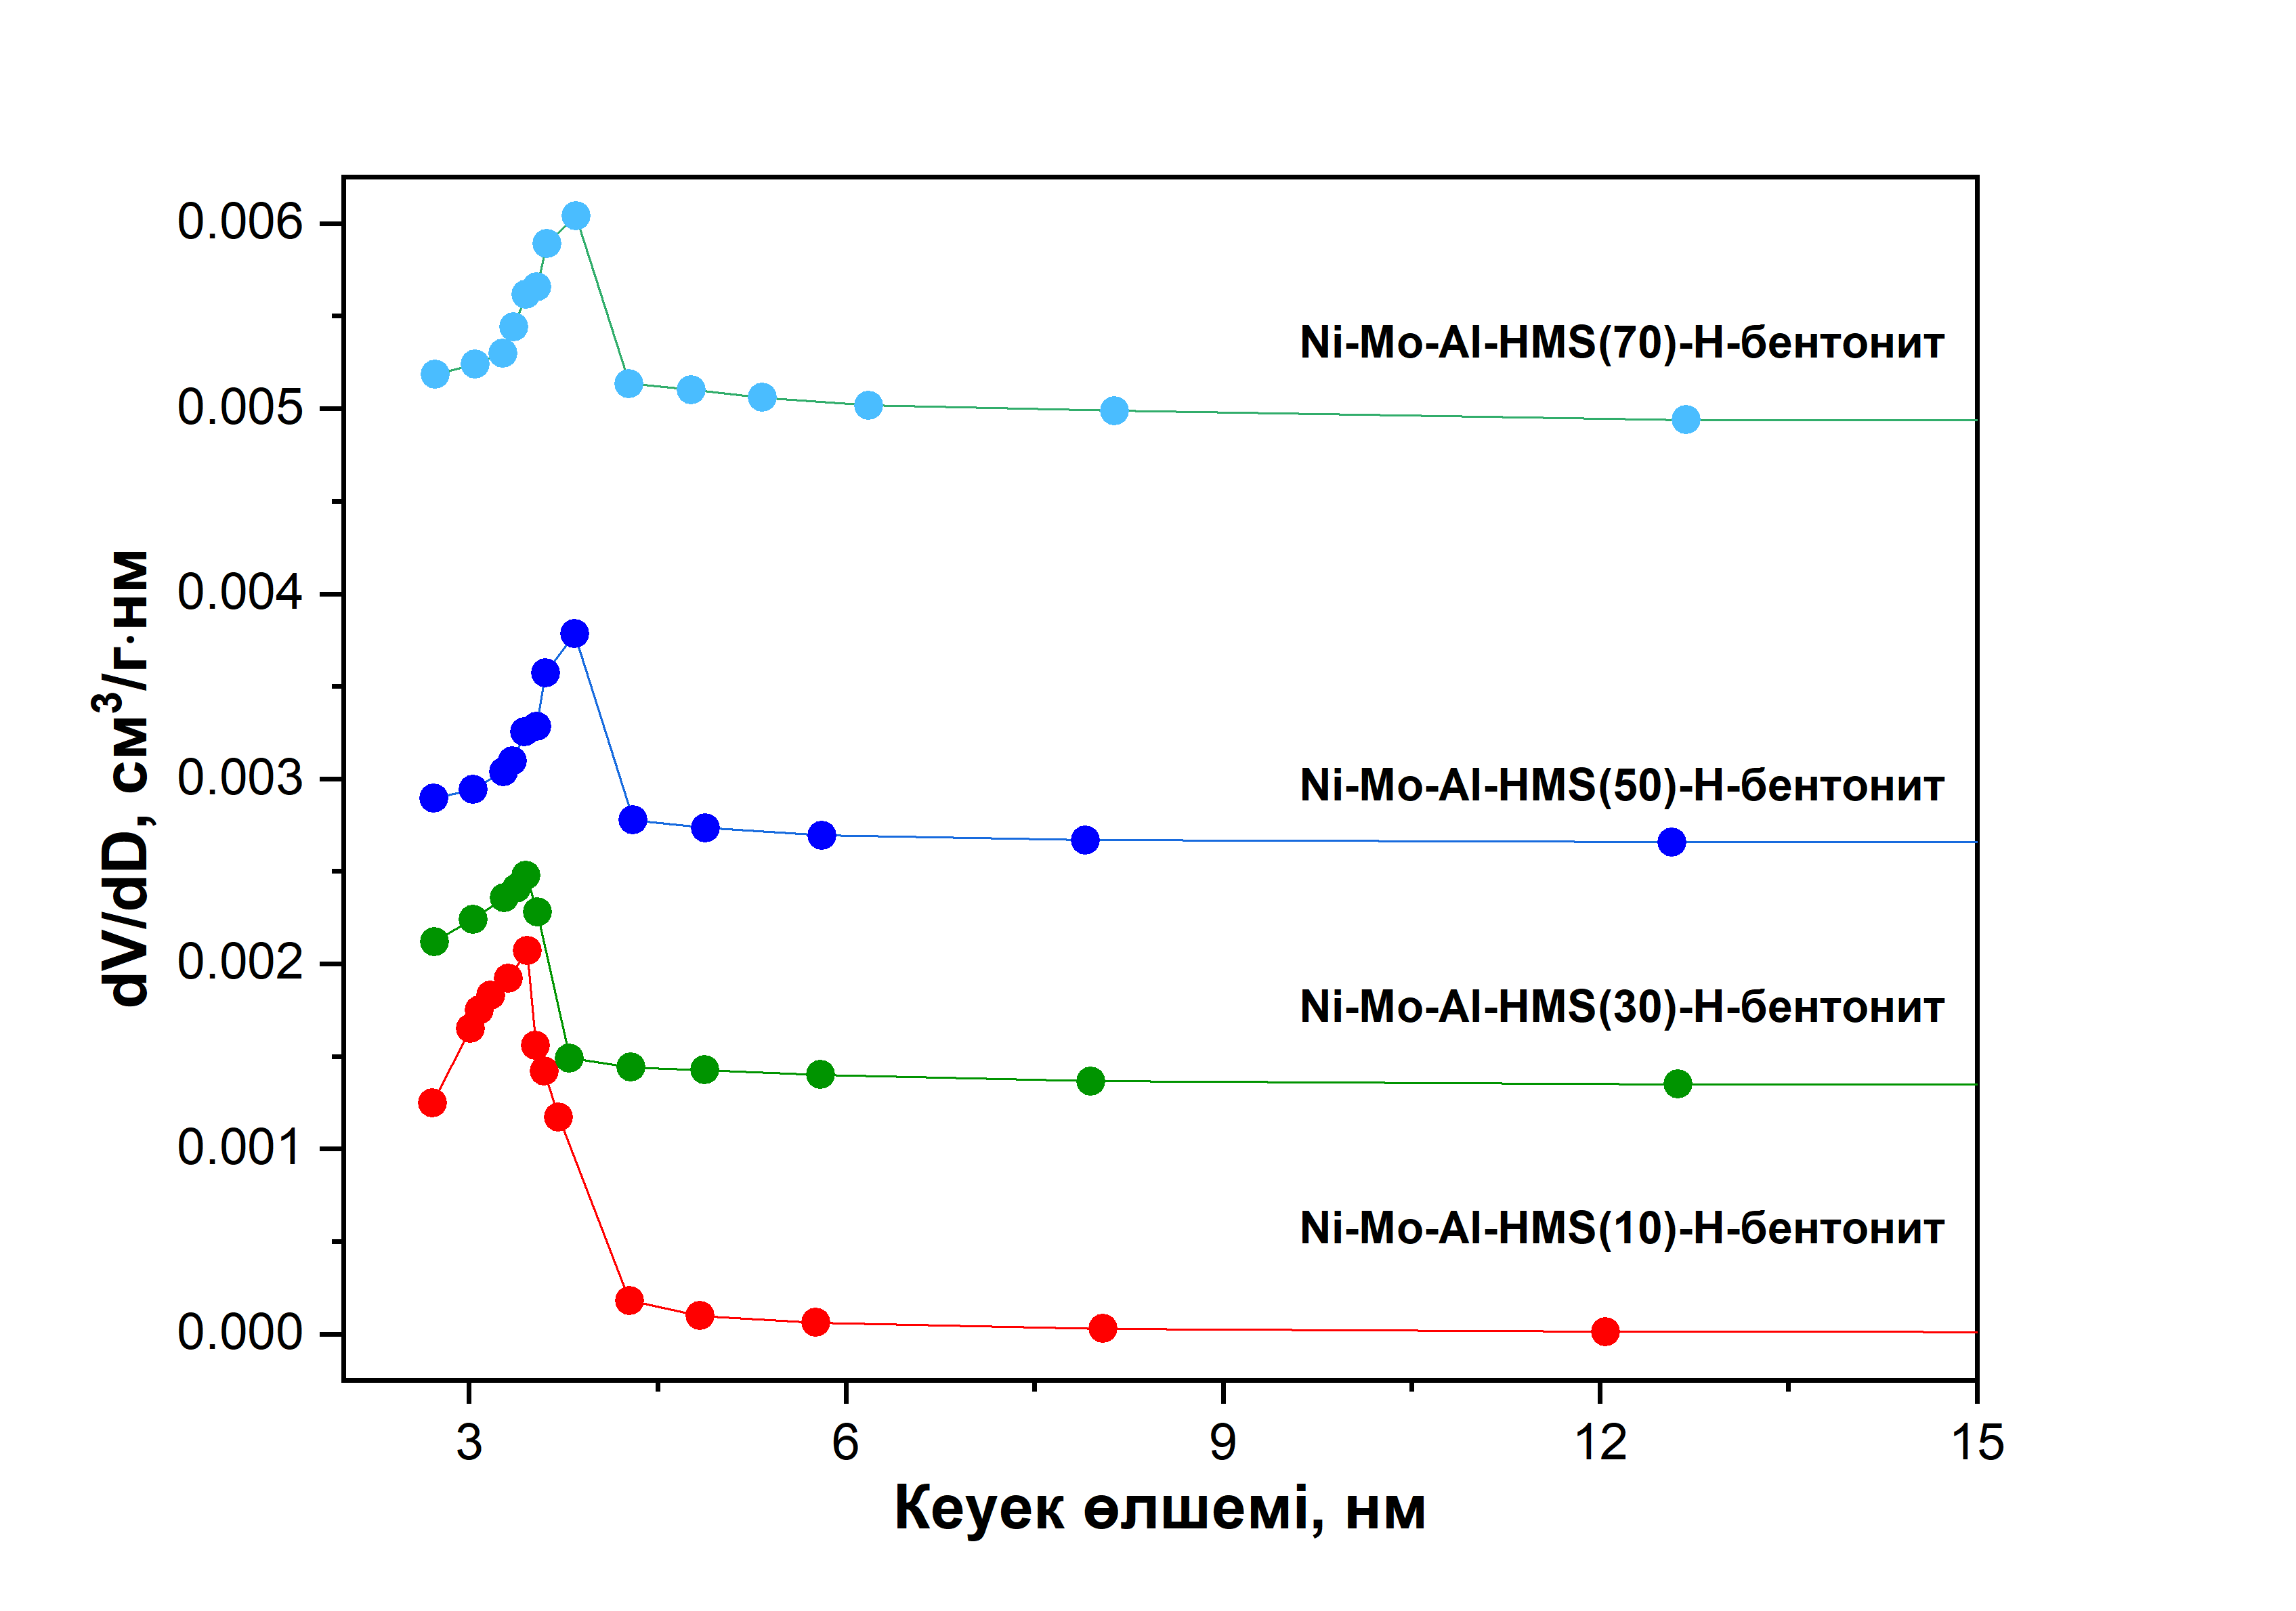 0.006
Ni-Mo-Al-HMS(70)-H-бентонит
0.005
0.004
0.003
Ni-Mo-Al-HMS(50)-H-бентонит
0.002
Ni-Mo-Al-HMS(30)-H-бентонит
0.001
Ni-Mo-Al-HMS(10)-H-бентонит
0.000
dV/dD, см³/г·нм
3 6 9 12 15
Кеуек өлшемі, нм